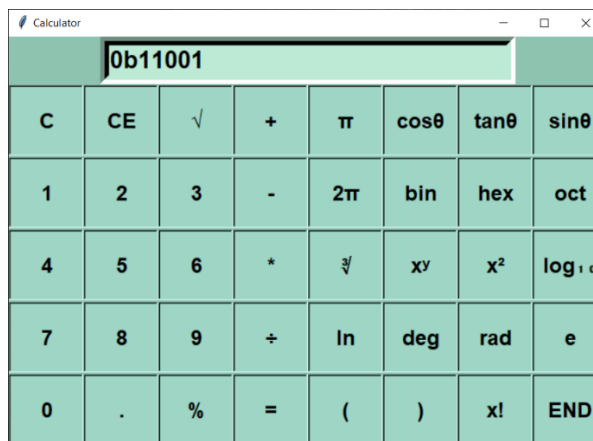 Calculator
0b11001
C CE √ + π cosθ tanθ sinθ
1 2 3 - 2π bin hex oct
4 5 6 * ∛ xʸ x² log₁₀
7 8 9 ÷ ln deg rad e
0 . % = ( ) x! END